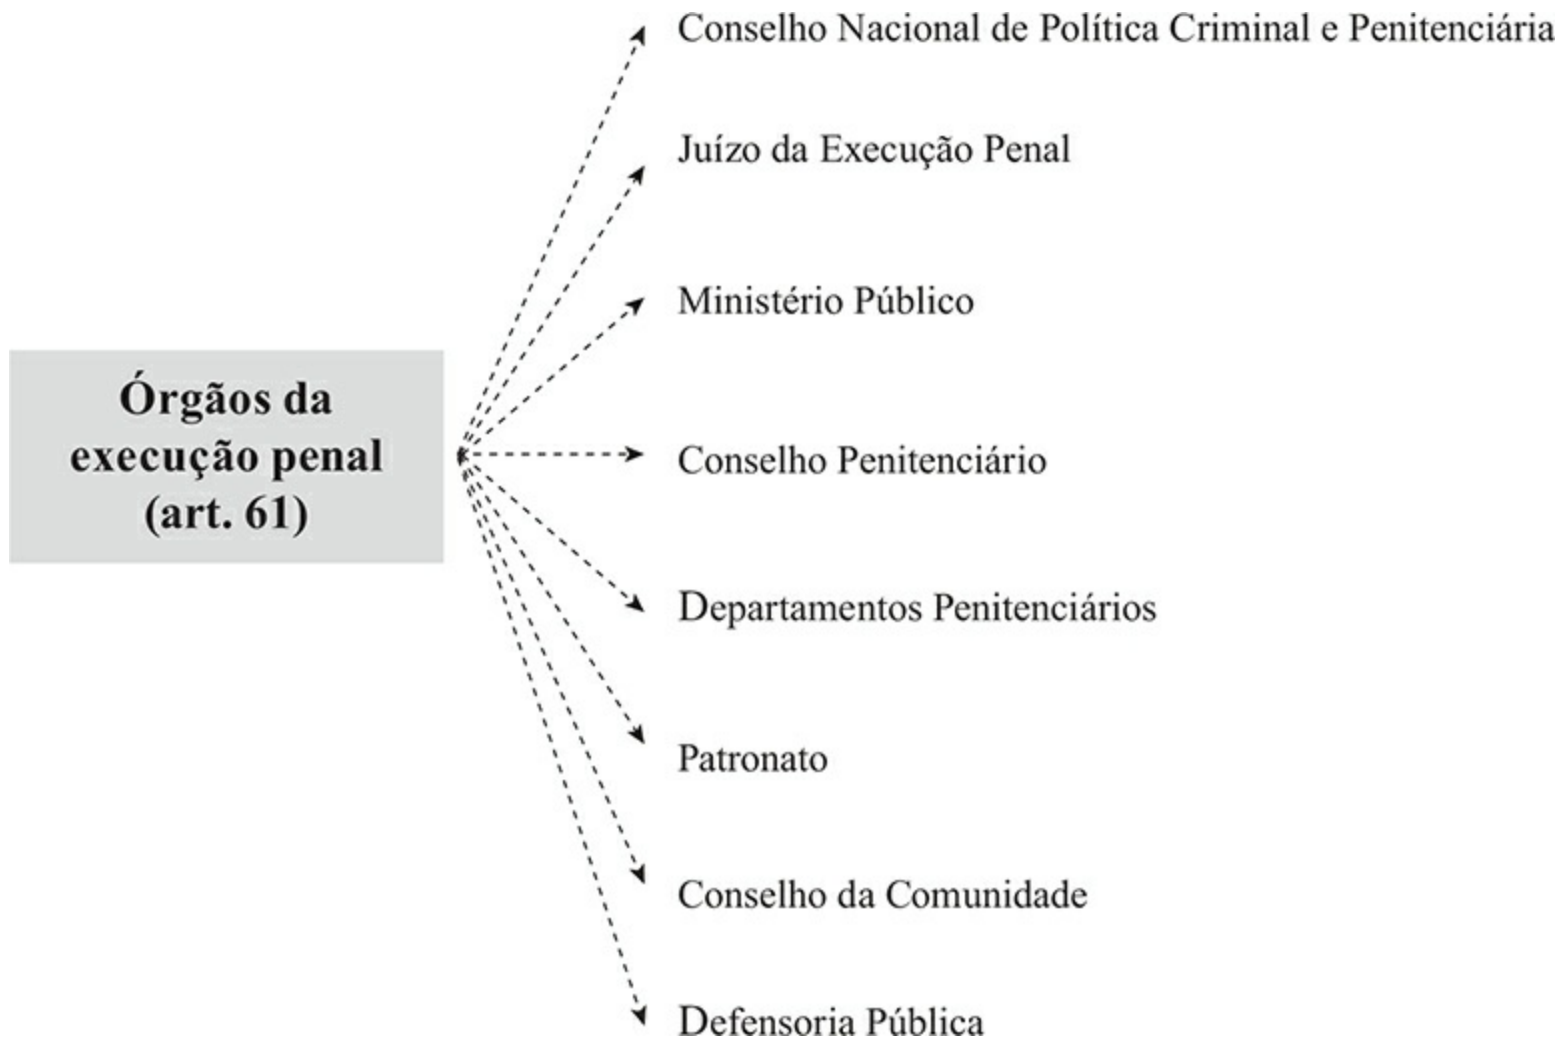 Órgãos da
execução penal
(art. 61)
Conselho Nacional de Política Criminal e Penitenciária
Juízo da Execução Penal
Ministério Público
Conselho Penitenciário
Departamentos Penitenciários
Patronato
Conselho da Comunidade
Defensoria Pública